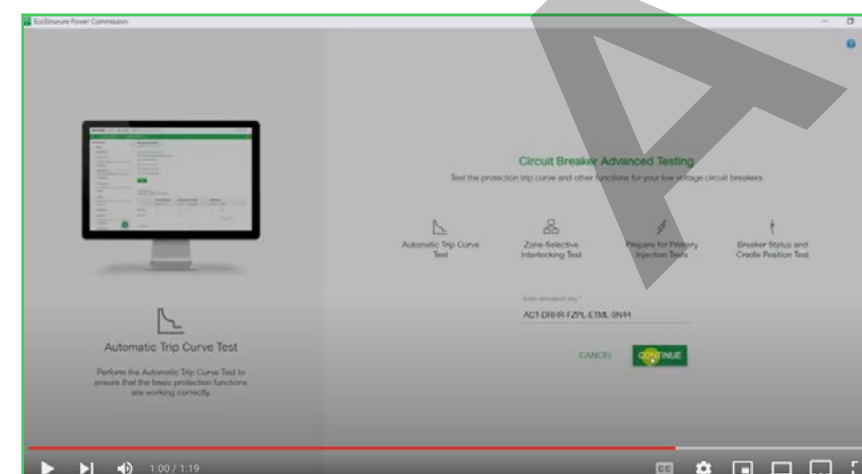 EcoStruxure Power Commission
A
Circuit Breaker Advanced Testing
Test the protection trip curve and other functions for your low voltage circuit breakers
Automatic Trip Curve
Test
Zone-Selective
Interlocking Test
Prepare for Primary
Injection Tests
Breaker Status and
Cradle Position Test
Enter activation key*
ACT-DRHR-FZPL-ETML-9N44
CANCEL
CONTINUE
Automatic Trip Curve Test
Perform the Automatic Trip Curve Test to
ensure that the basic protection functions
are working correctly.
1:00 / 1:19
CC